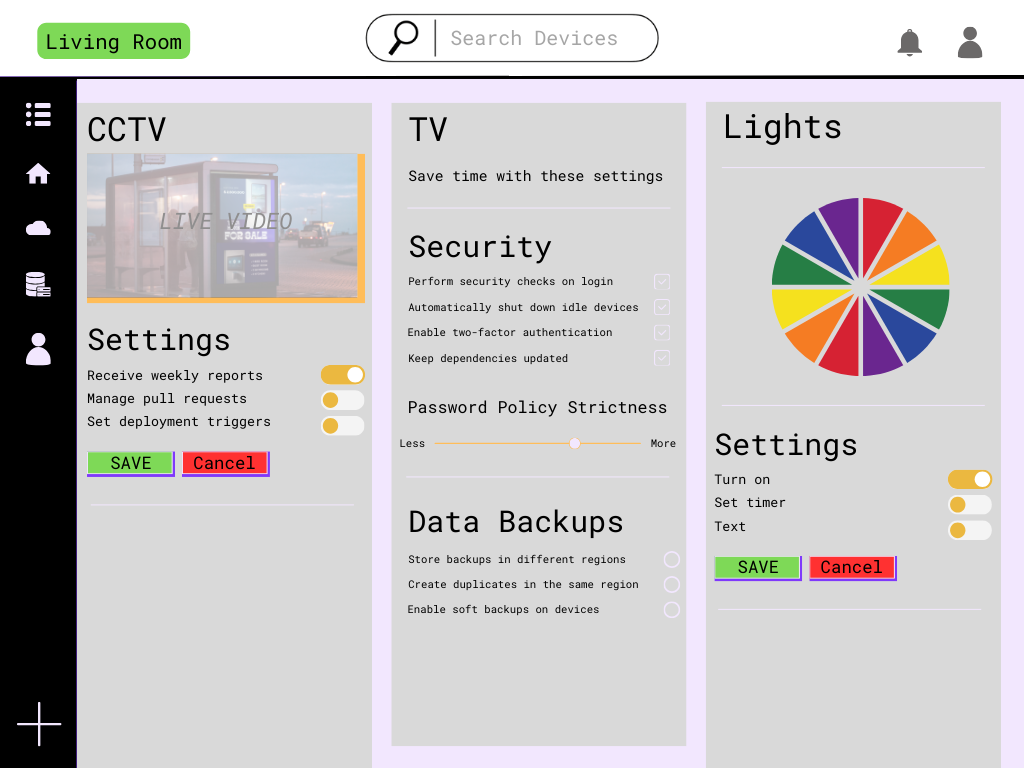 Living Room
Search Devices
CCTV
LIVE VIDEO
FOR SALE
Settings
Receive weekly reports
Manage pull requests
Set deployment triggers
SAVE
Cancel
TV
Save time with these settings
Security
Perform security checks on login
Automatically shut down idle devices
Enable two-factor authentication
Keep dependencies updated
Password Policy Strictness
Less
More
Data Backups
Store backups in different regions
Create duplicates in the same region
Enable soft backups on devices
Lights
Settings
Turn on
Set timer
Text
SAVE
Cancel